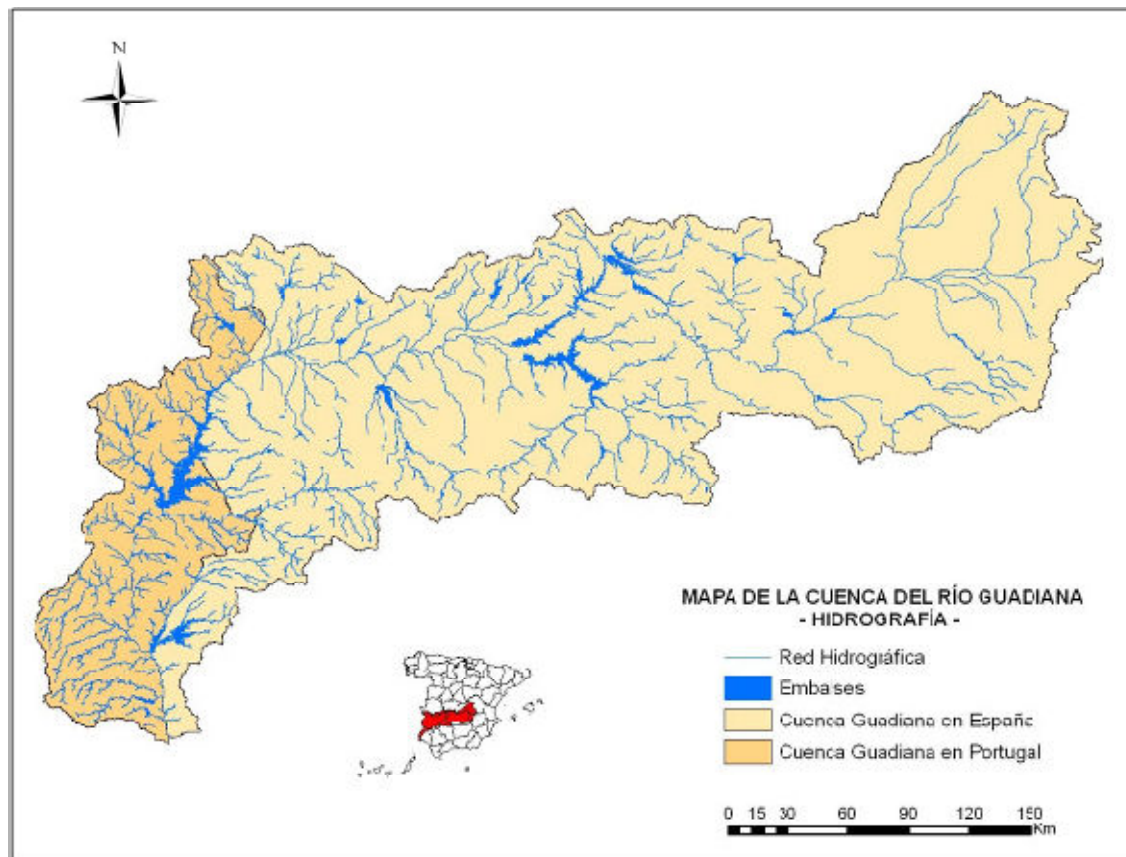 N
MAPA DE LA CUENCA DEL RÍO GUADIANA
- HIDROGRAFÍA -
Red Hidrográfica
Embalses
Cuenca Guadiana en España
Cuenca Guadiana en Portugal
0 15 30 60 90 120 150
Km